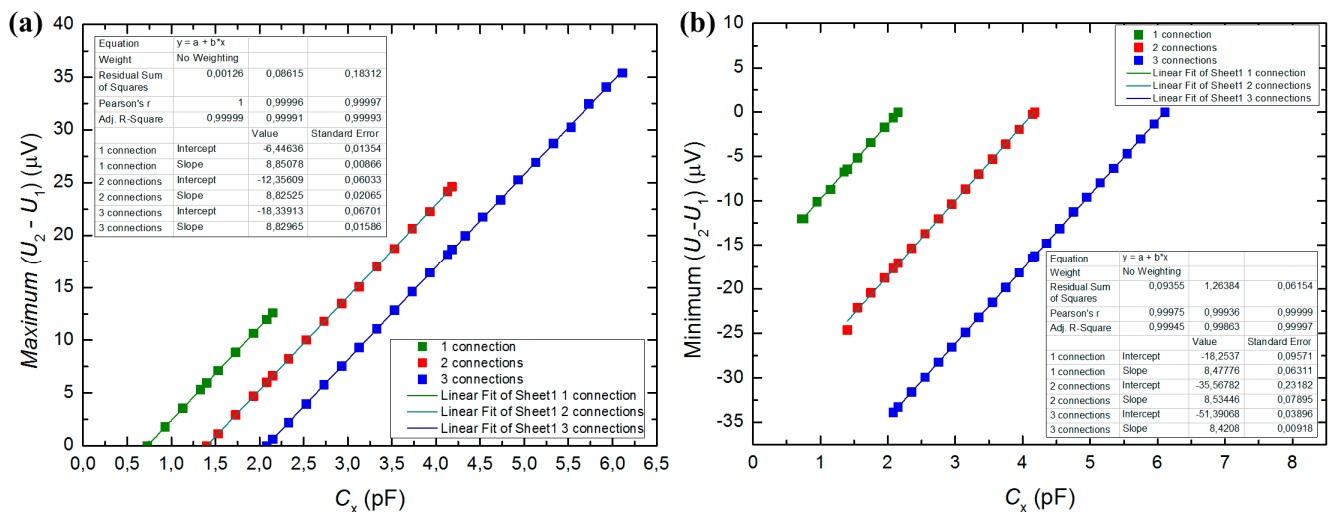 (a)
Equation y = a + b*x
Weight No Weighting
Residual Sum of Squares 0,00126 0,08615 0,18312
Pearson's r 1 0,99996 0,99997
Adj. R-Square 0,99999 0,99991 0,99993
Value Standard Error
1 connection Intercept -6,44636 0,01354
1 connection Slope 8,85078 0,00866
2 connections Intercept -12,35609 0,06033
2 connections Slope 8,82525 0,02065
3 connections Intercept -18,33913 0,06701
3 connections Slope 8,82965 0,01586
Maximum (U2 - U1) (μV)
40
35
30
25
20
15
10
5
0
1 connection
2 connections
3 connections
Linear Fit of Sheet1 1 connection
Linear Fit of Sheet1 2 connections
Linear Fit of Sheet1 3 connections
0,0 0,5 1,0 1,5 2,0 2,5 3,0 3,5 4,0 4,5 5,0 5,5 6,0 6,5
Cx (pF)
(b)
1 connection
2 connections
3 connections
Linear Fit of Sheet1 1 connection
Linear Fit of Sheet1 2 connections
Linear Fit of Sheet1 3 connections
Minimum (U2-U1) (μV)
10
5
0
-5
-10
-15
-20
-25
-30
-35
Equation y = a + b*x
Weight No Weighting
Residual Sum of Squares 0,09355 1,26384 0,06154
Pearson's r 0,99975 0,99936 0,99999
Adj. R-Square 0,99945 0,99863 0,99997
Value Standard Error
1 connection Intercept -18,2537 0,09571
1 connection Slope 8,47776 0,06311
2 connections Intercept -35,56782 0,23182
2 connections Slope 8,53446 0,07895
3 connections Intercept -51,39068 0,03896
3 connections Slope 8,4208 0,00918
0 1 2 3 4 5 6 7 8
Cx (pF)